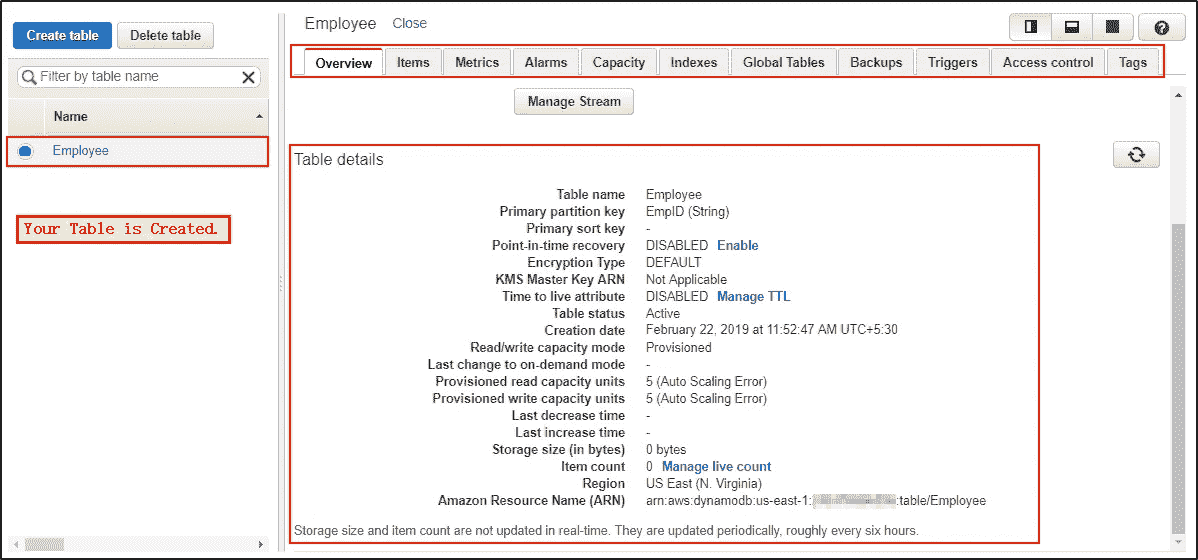 Create table Delete table
Filter by table name
Name
Employee
Your Table is Created.
Employee Close
Overview Items Metrics Alarms Capacity Indexes Global Tables Backups Triggers Access control Tags
Manage Stream
Table details
Table name Employee
Primary partition key EmpID (String)
Primary sort key -
Point-in-time recovery DISABLED Enable
Encryption Type DEFAULT
KMS Master Key ARN Not Applicable
Time to live attribute DISABLED Manage TTL
Table status Active
Creation date February 22, 2019 at 11:52:47 AM UTC+5:30
Read/write capacity mode Provisioned
Last change to on-demand mode -
Provisioned read capacity units 5 (Auto Scaling Error)
Provisioned write capacity units 5 (Auto Scaling Error)
Last decrease time -
Last increase time -
Storage size (in bytes) 0 bytes
Item count 0 Manage live count
Region US East (N. Virginia)
Amazon Resource Name (ARN) arn:aws:dynamodb:us-east-1: :table/Employee
Storage size and item count are not updated in real-time. They are updated periodically, roughly every six hours.